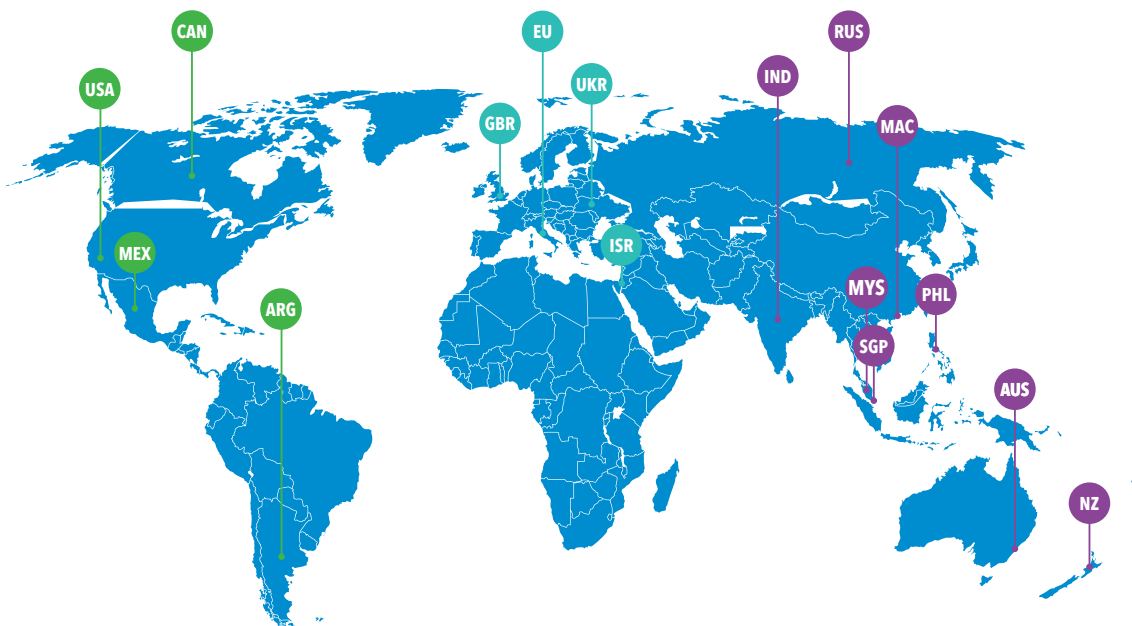 CAN
EU
RUS
IND
UKR
USA
GBR
MAC
ISR
MEX
MYS
PHL
ARG
SGP
AUS
NZ